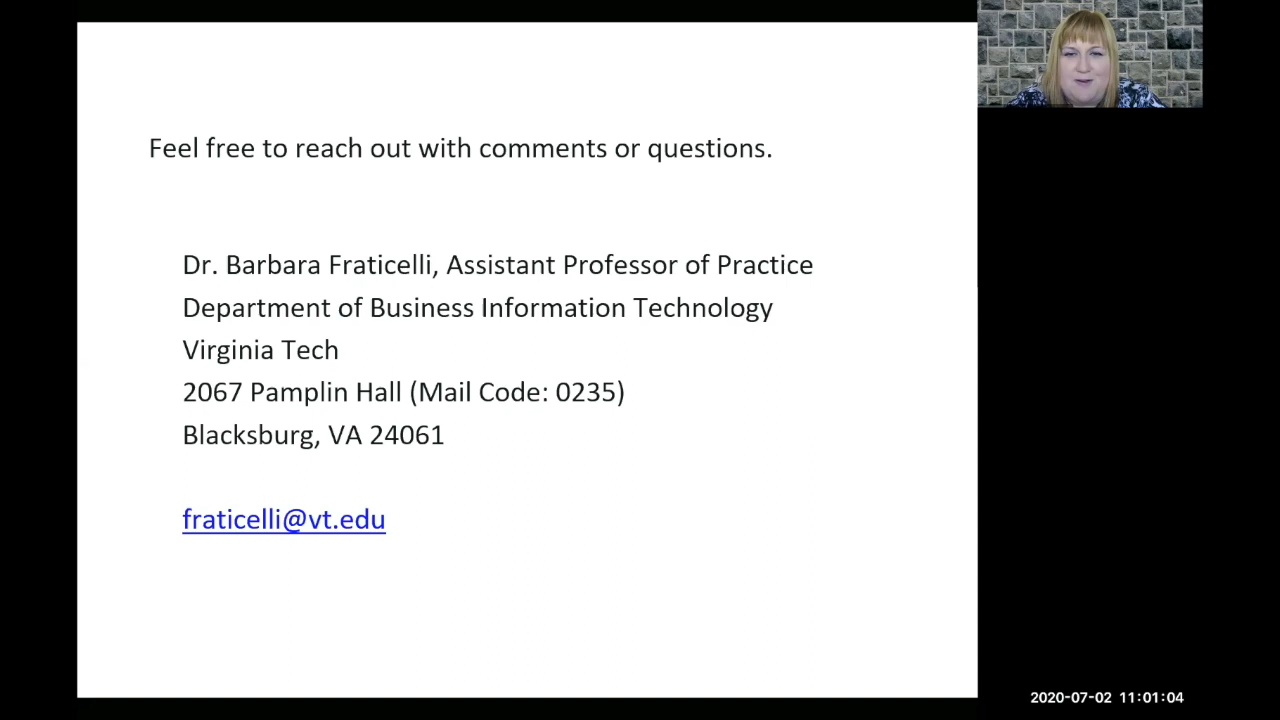 Feel free to reach out with comments or questions.
Dr. Barbara Fraticelli, Assistant Professor of Practice
Department of Business Information Technology
Virginia Tech
2067 Pamplin Hall (Mail Code: 0235)
Blacksburg, VA 24061
fraticelli@vt.edu
2020-07-02 11:01:04